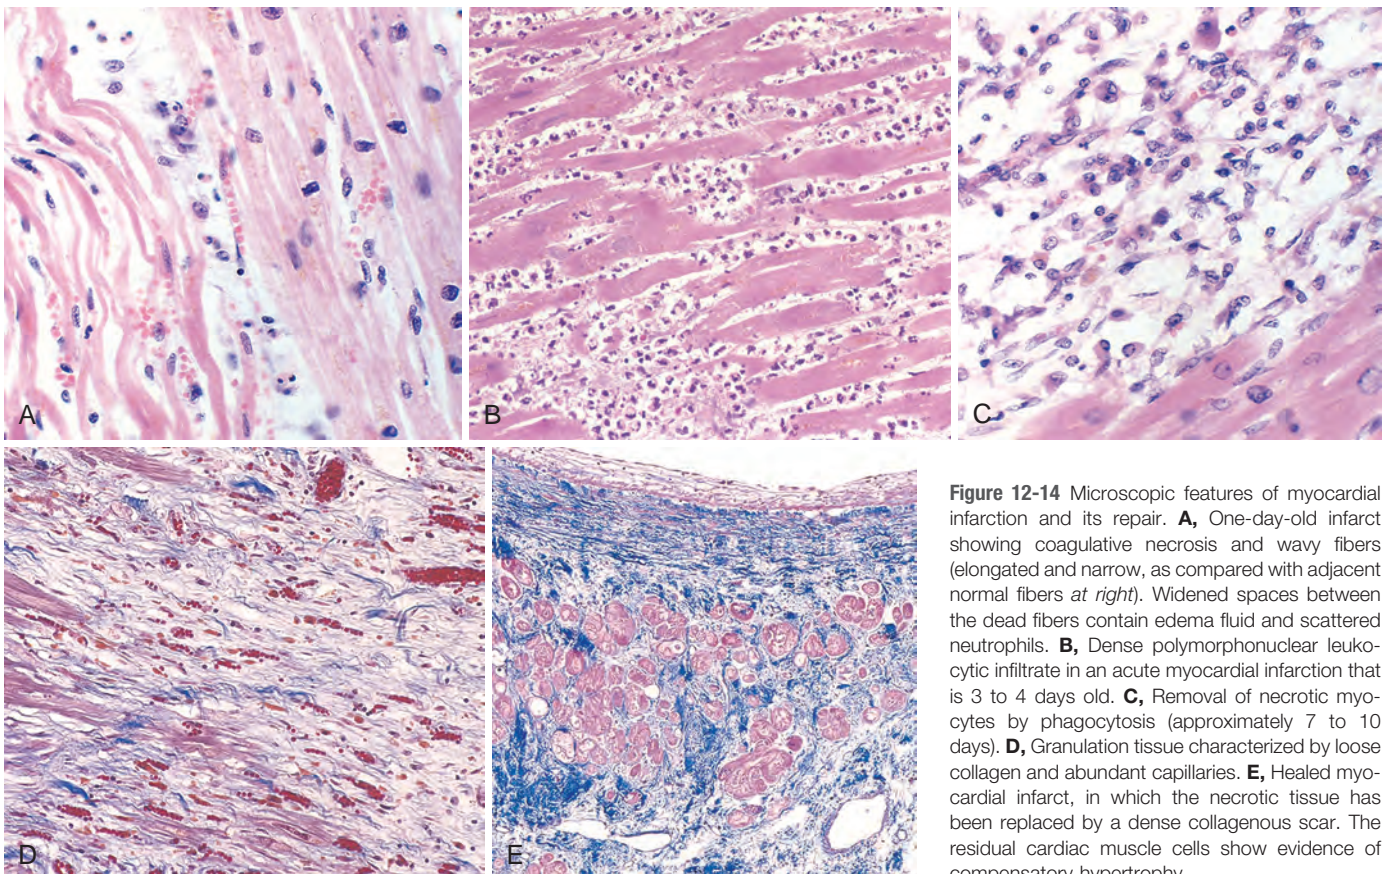 A
B
C
D
E
Figure 12-14 Microscopic features of myocardial
infarction and its repair. A, One-day-old infarct
showing coagulative necrosis and wavy fibers
(elongated and narrow, as compared with adjacent
normal fibers at right). Widened spaces between
the dead fibers contain edema fluid and scattered
neutrophils. B, Dense polymorphonuclear leuko-
cytic infiltrate in an acute myocardial infarction that
is 3 to 4 days old. C, Removal of necrotic myo-
cytes by phagocytosis (approximately 7 to 10
days). D, Granulation tissue characterized by loose
collagen and abundant capillaries. E, Healed myo-
cardial infarct, in which the necrotic tissue has
been replaced by a dense collagenous scar. The
residual cardiac muscle cells show evidence of
compensatory hypertrophy.